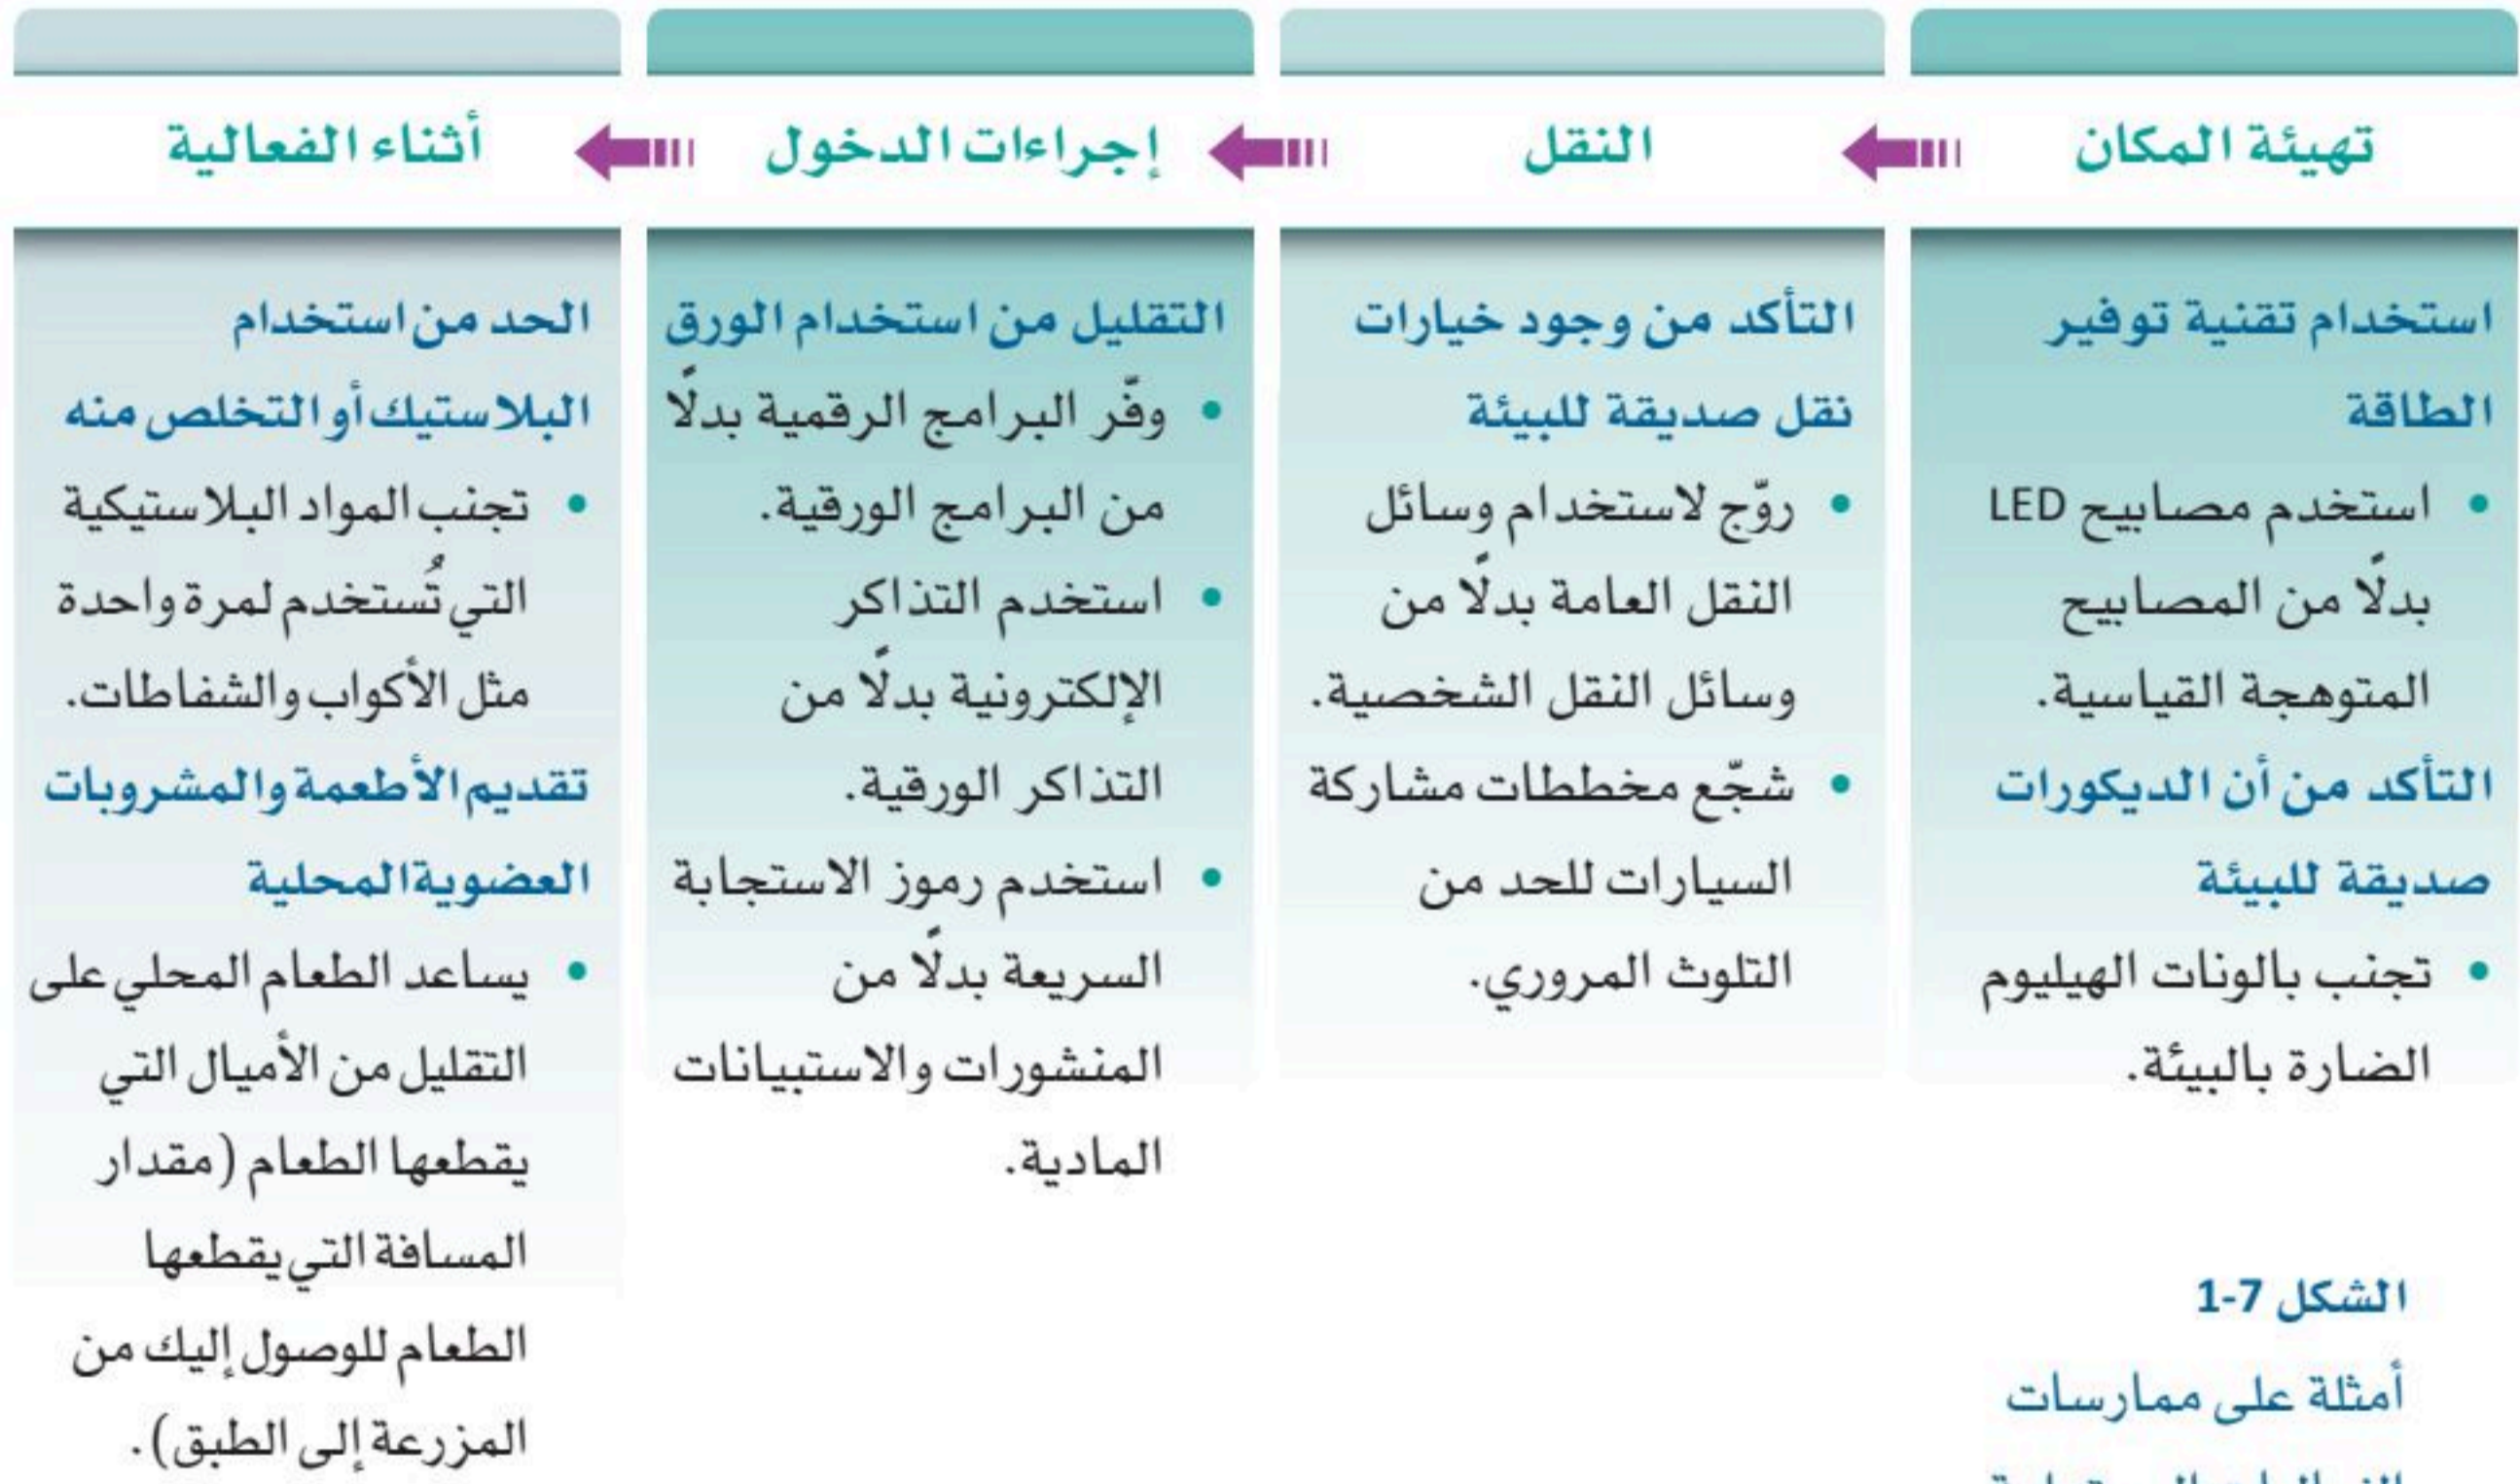 تهيئة المكان
استخدام تقنية توفير
الطاقة
• استخدم مصابيح LED
بدلًا من المصابيح
المتوهجة القياسية.
التأكد من أن الديكورات
صديقة للبيئة
• تجنب بالونات الهيليوم
الضارة بالبيئة.
النقل
التأكد من وجود خيارات
نقل صديقة للبيئة
• روّج لاستخدام وسائل
النقل العامة بدلًا من
وسائل النقل الشخصية.
• شجّع مخططات مشاركة
السيارات للحد من
التلوث المروري.
إجراءات الدخول
التقليل من استخدام الورق
• وفّر البرامج الرقمية بدلًا
من البرامج الورقية.
• استخدم التذاكر
الإلكترونية بدلًا من
التذاكر الورقية.
• استخدم رموز الاستجابة
السريعة بدلًا من
المنشورات والاستبيانات
المادية.
أثناء الفعالية
الحد من استخدام
البلاستيك أو التخلص منه
• تجنب المواد البلاستيكية
التي تُستخدم لمرة واحدة
مثل الأكواب والشفاطات.
تقديم الأطعمة والمشروبات
العضوية المحلية
• يساعد الطعام المحلي على
التقليل من الأميال التي
يقطعها الطعام (مقدار
المسافة التي يقطعها
الطعام للوصول إليك من
المزرعة إلى الطبق).
الشكل 7-1
أمثلة على ممارسات